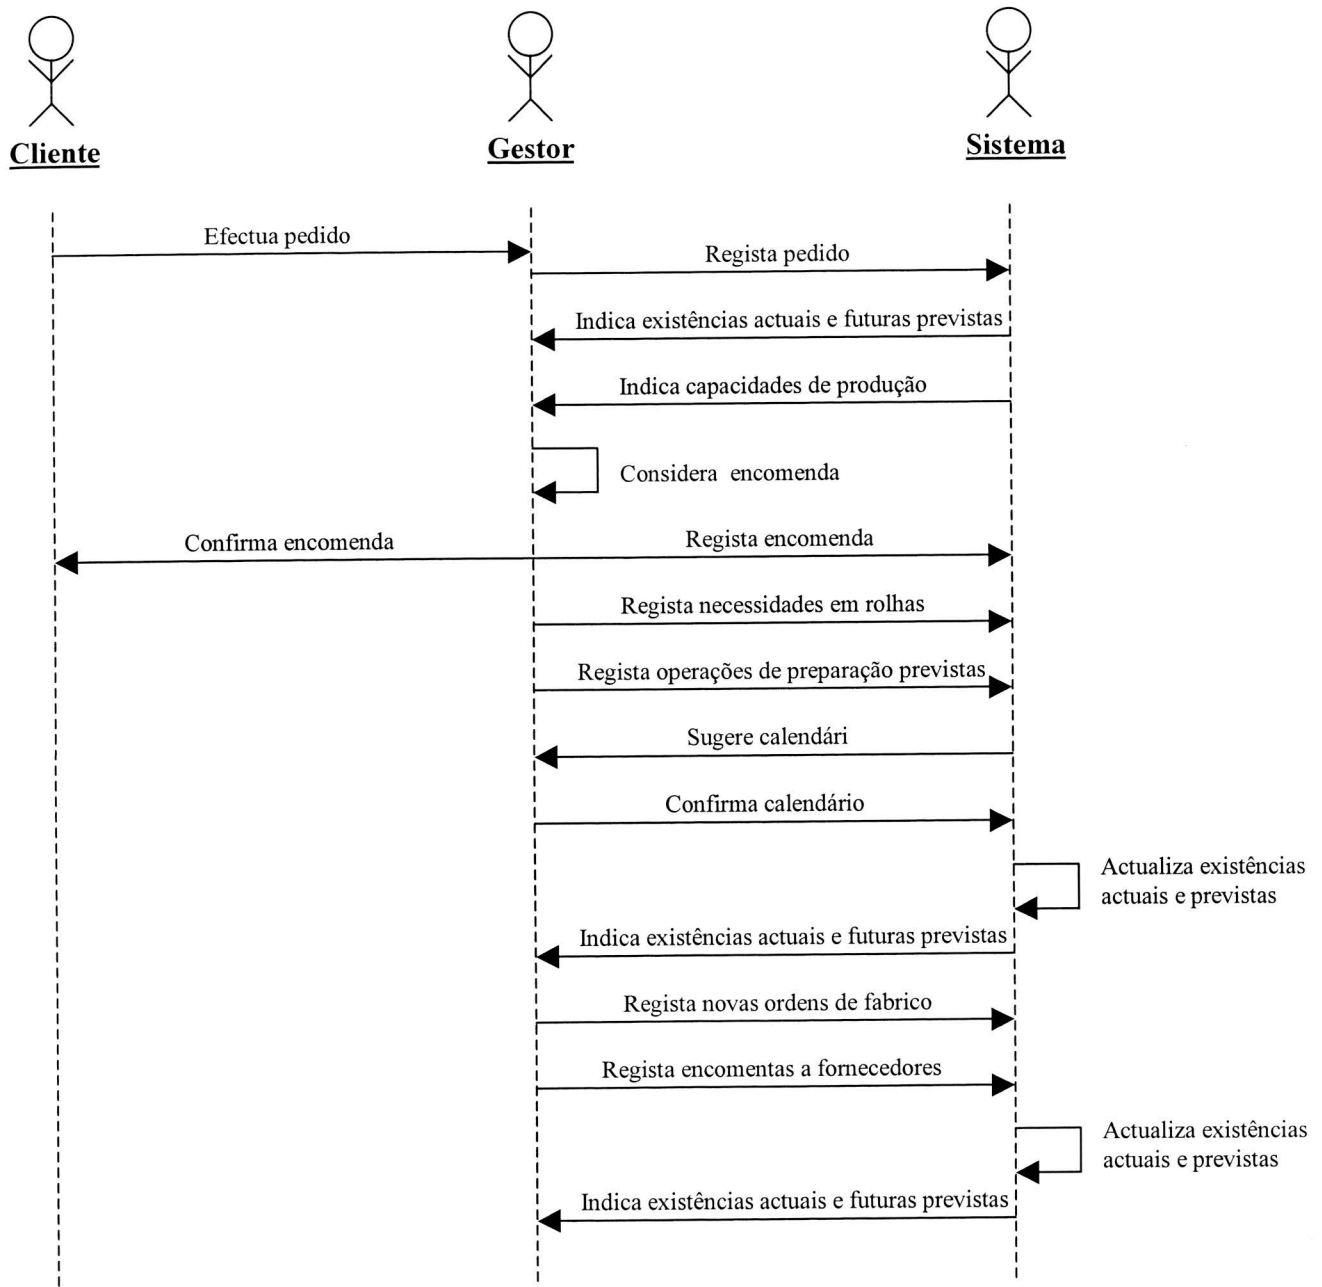 Cliente
Gestor
Sistema
Efectua pedido
Regista pedido
Indica existências actuais e futuras previstas
Indica capacidades de produção
Considera encomenda
Confirma encomenda
Regista encomenda
Regista necessidades em rolhas
Regista operações de preparação previstas
Sugere calendári
Confirma calendário
Actualiza existências
actuais e previstas
Indica existências actuais e futuras previstas
Regista novas ordens de fabrico
Regista encomentas a fornecedores
Actualiza existências
actuais e previstas
Indica existências actuais e futuras previstas